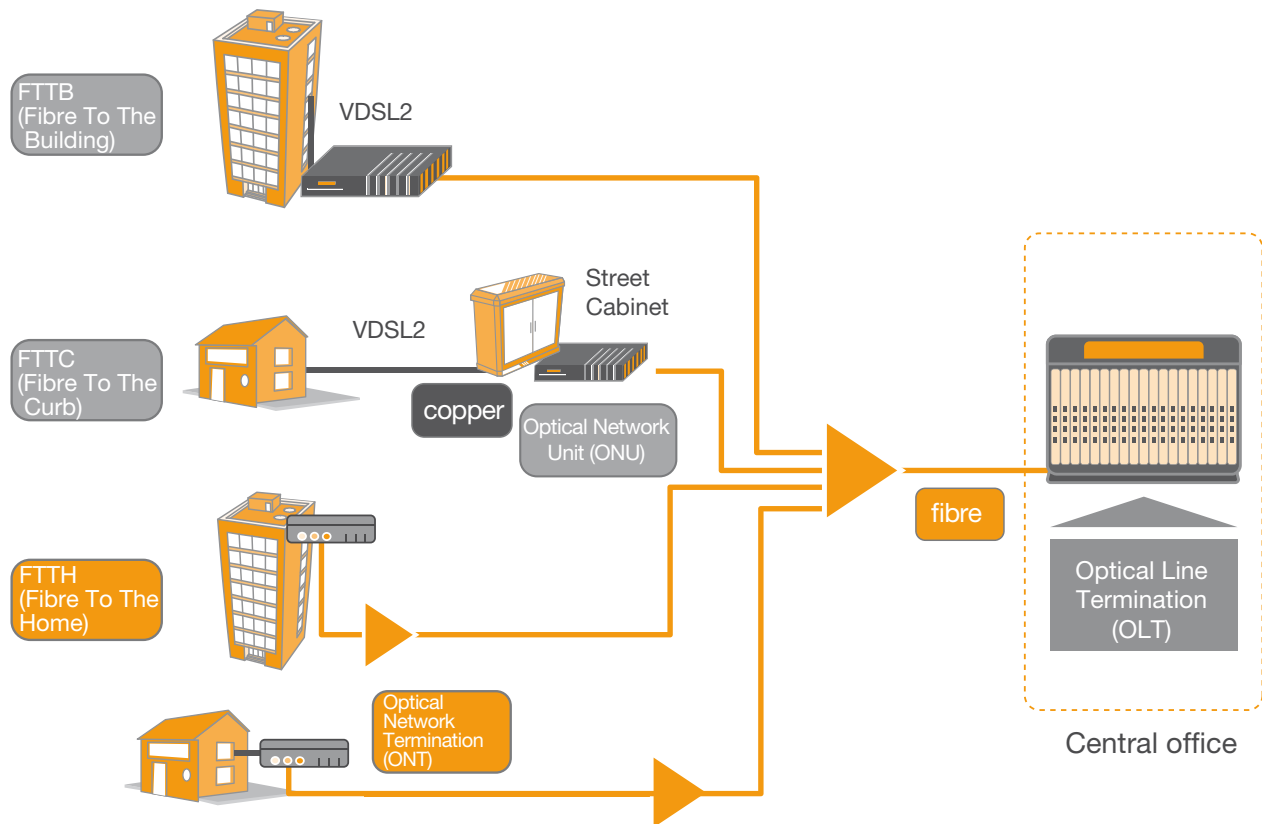 FTTB
(Fibre To The
Building)
VDSL2
Street
Cabinet
VDSL2
FTTC
(Fibre To The
Curb)
copper
Optical Network
Unit (ONU)
fibre
FTTH
(Fibre To The
Home)
Optical Line
Termination
(OLT)
Optical
Network
Termination
(ONT)
Central office